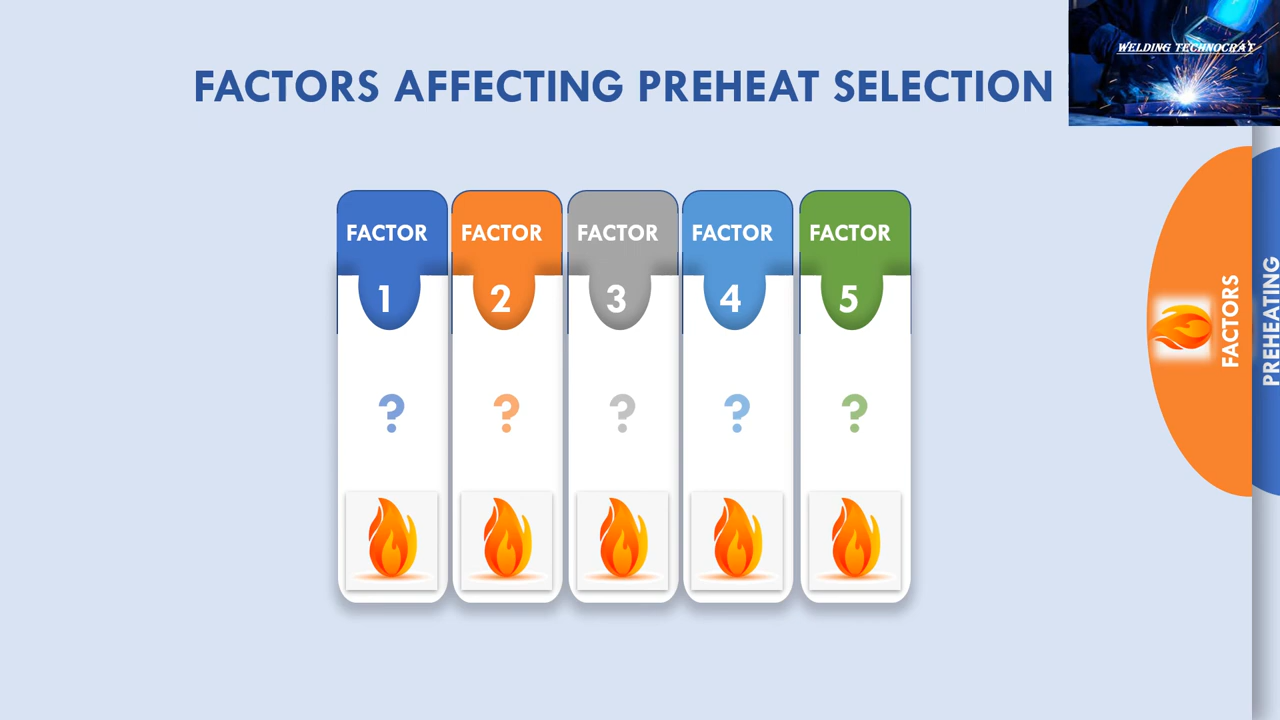 FACTORS AFFECTING PREHEAT SELECTION
WELDING TECHNOCRAT
FACTOR
1
?
FACTOR
2
?
FACTOR
3
?
FACTOR
4
?
FACTOR
5
?
FACTORS
PREHEATING